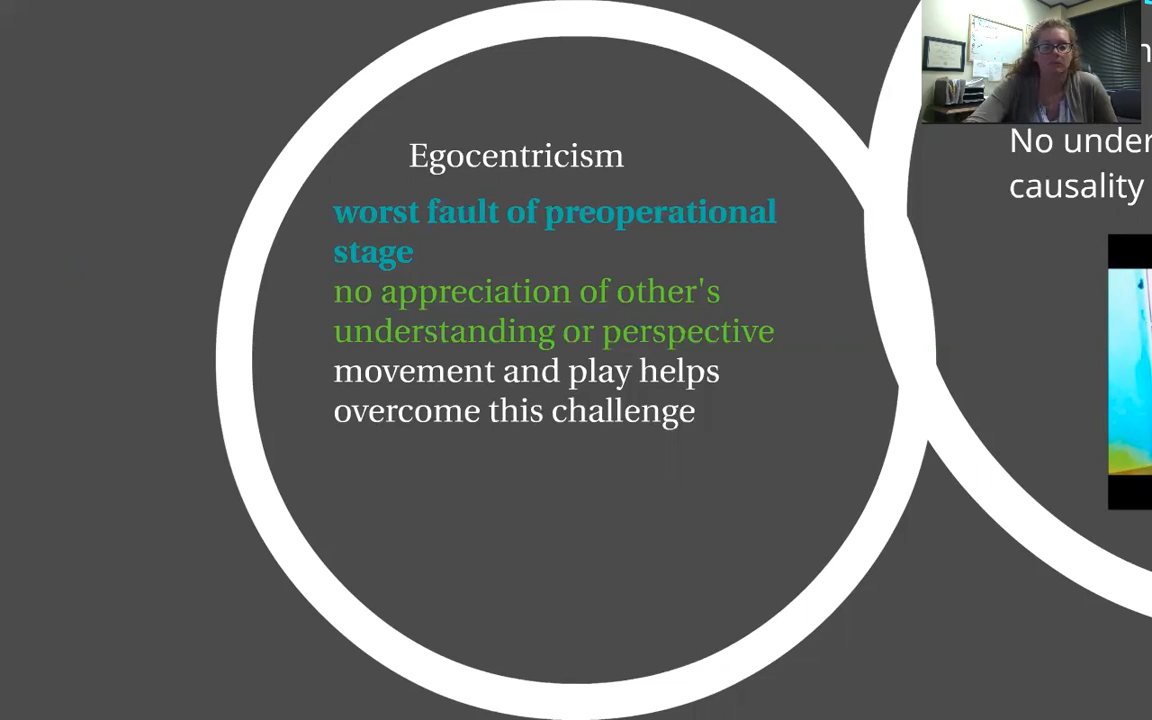 Egocentricism
worst fault of preoperational
stage
no appreciation of other's
understanding or perspective
movement and play helps
overcome this challenge
No
causality